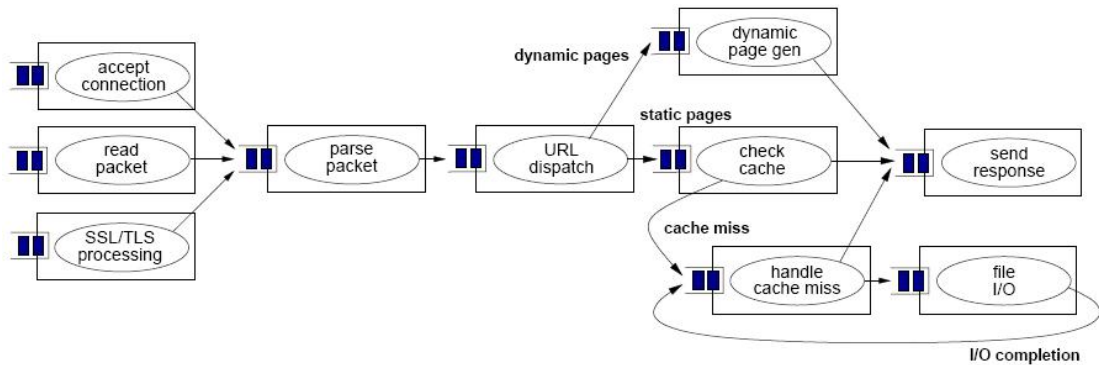 accept
connection
read
packet
SSL/TLS
processing
parse
packet
URL
dispatch
dynamic pages
dynamic
page gen
static pages
check
cache
send
response
cache miss
handle
cache miss
file
I/O
I/O completion